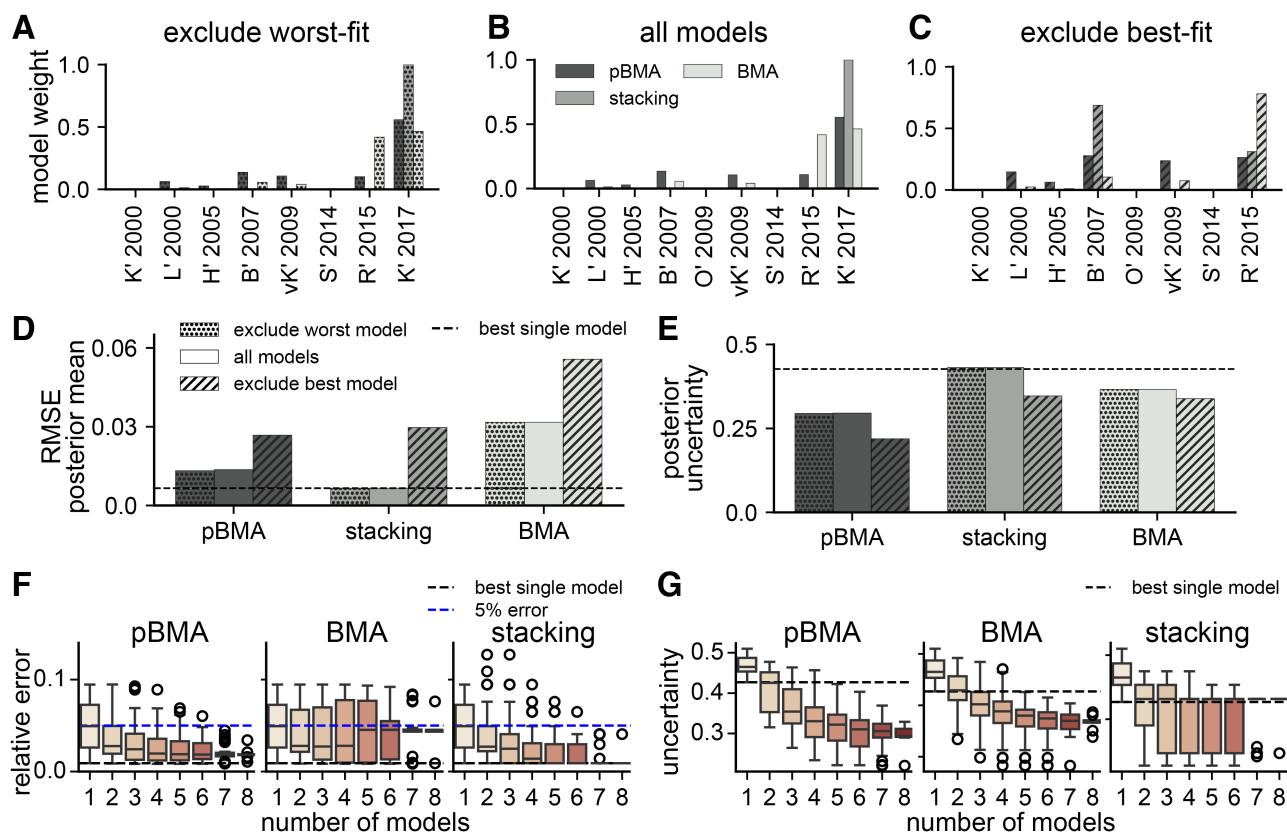 A exclude worst-fit
B all models
C exclude best-fit
model weight
1.0
0.5
0.0
K' 2000
L' 2000
H' 2005
B' 2007
vK' 2009
S' 2014
R' 2015
K' 2017
1.0
0.5
0.0
pBMA
BMA
stacking
K' 2000
L' 2000
H' 2005
B' 2007
O' 2009
vK' 2009
S' 2014
R' 2015
K' 2017
1.0
0.5
0.0
K' 2000
L' 2000
H' 2005
B' 2007
O' 2009
vK' 2009
S' 2014
R' 2015
D
exclude worst model
best single model
all models
exclude best model
RMSE
posterior mean
0.06
0.03
0.0
pBMA stacking BMA
E
posterior
uncertainty
0.5
0.25
0.0
pBMA stacking BMA
F
best single model
5% error
pBMA BMA stacking
relative error
0.1
0.0
1 2 3 4 5 6 7 8
1 2 3 4 5 6 7 8
1 2 3 4 5 6 7 8
number of models
G
best single model
pBMA BMA stacking
uncertainty
0.5
0.4
0.3
1 2 3 4 5 6 7 8
1 2 3 4 5 6 7 8
1 2 3 4 5 6 7 8
number of models